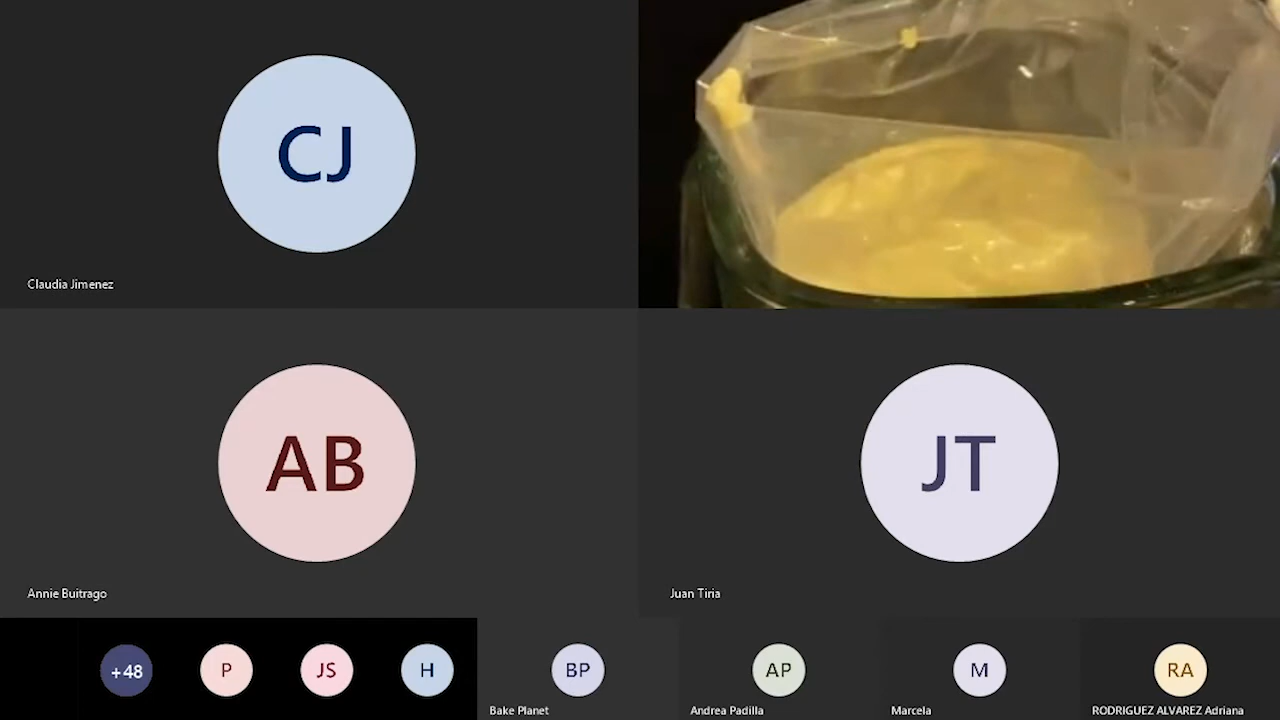 CJ
Claudia Jimenez
AB
Annie Buitrago
JT
Juan Tiria
+48
P
JS
H
BP
Bake Planet
AP
Andrea Padilla
M
Marcela
RA
RODRIGUEZ ALVAREZ Adriana